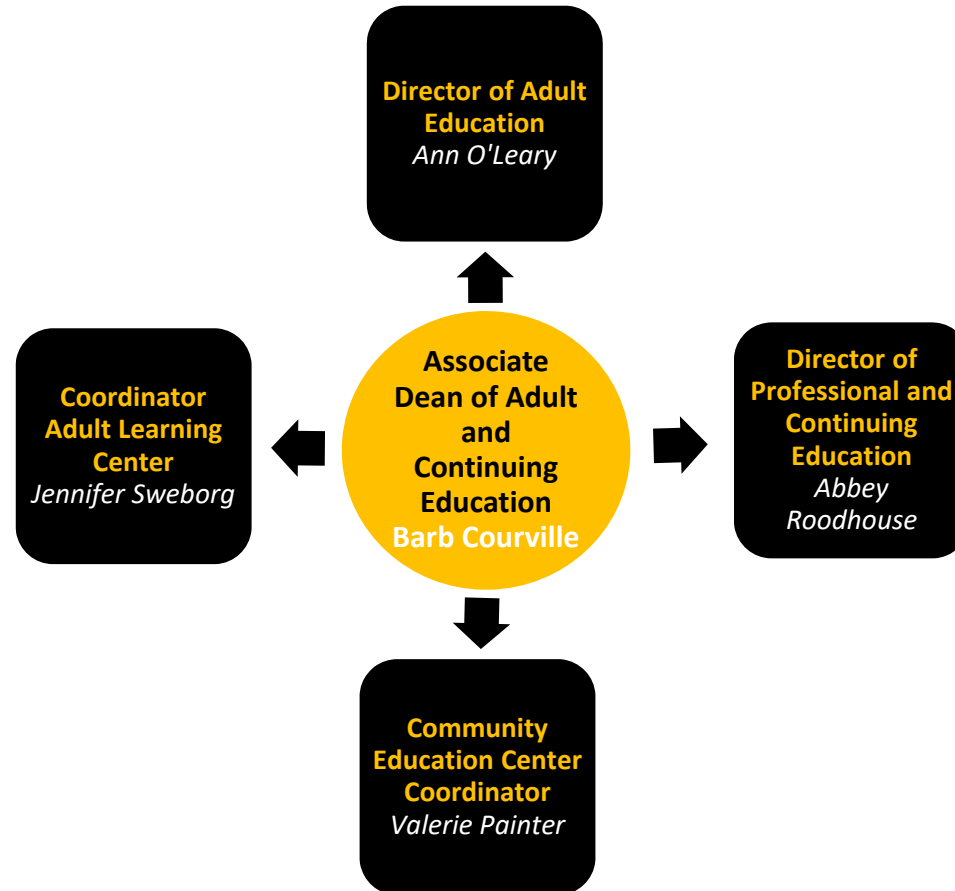 Director of Adult
Education
Ann O'Leary
Coordinator
Adult Learning
Center
Jennifer Sweborg
Associate
Dean of Adult
and
Continuing
Education
Barb Courville
Director of
Professional and
Continuing
Education
Abbey
Roodhouse
Community
Education Center
Coordinator
Valerie Painter